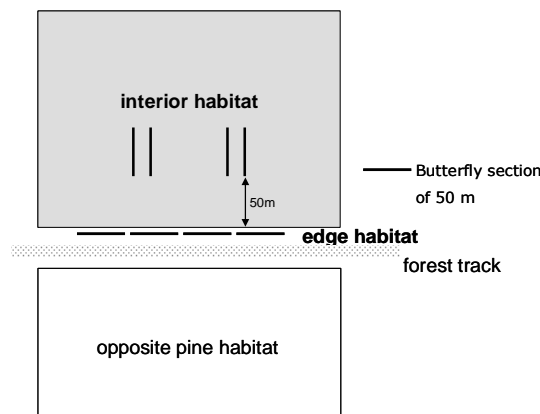 interior habitat
Butterfly section
of 50 m
50m
edge habitat
forest track
opposite pine habitat